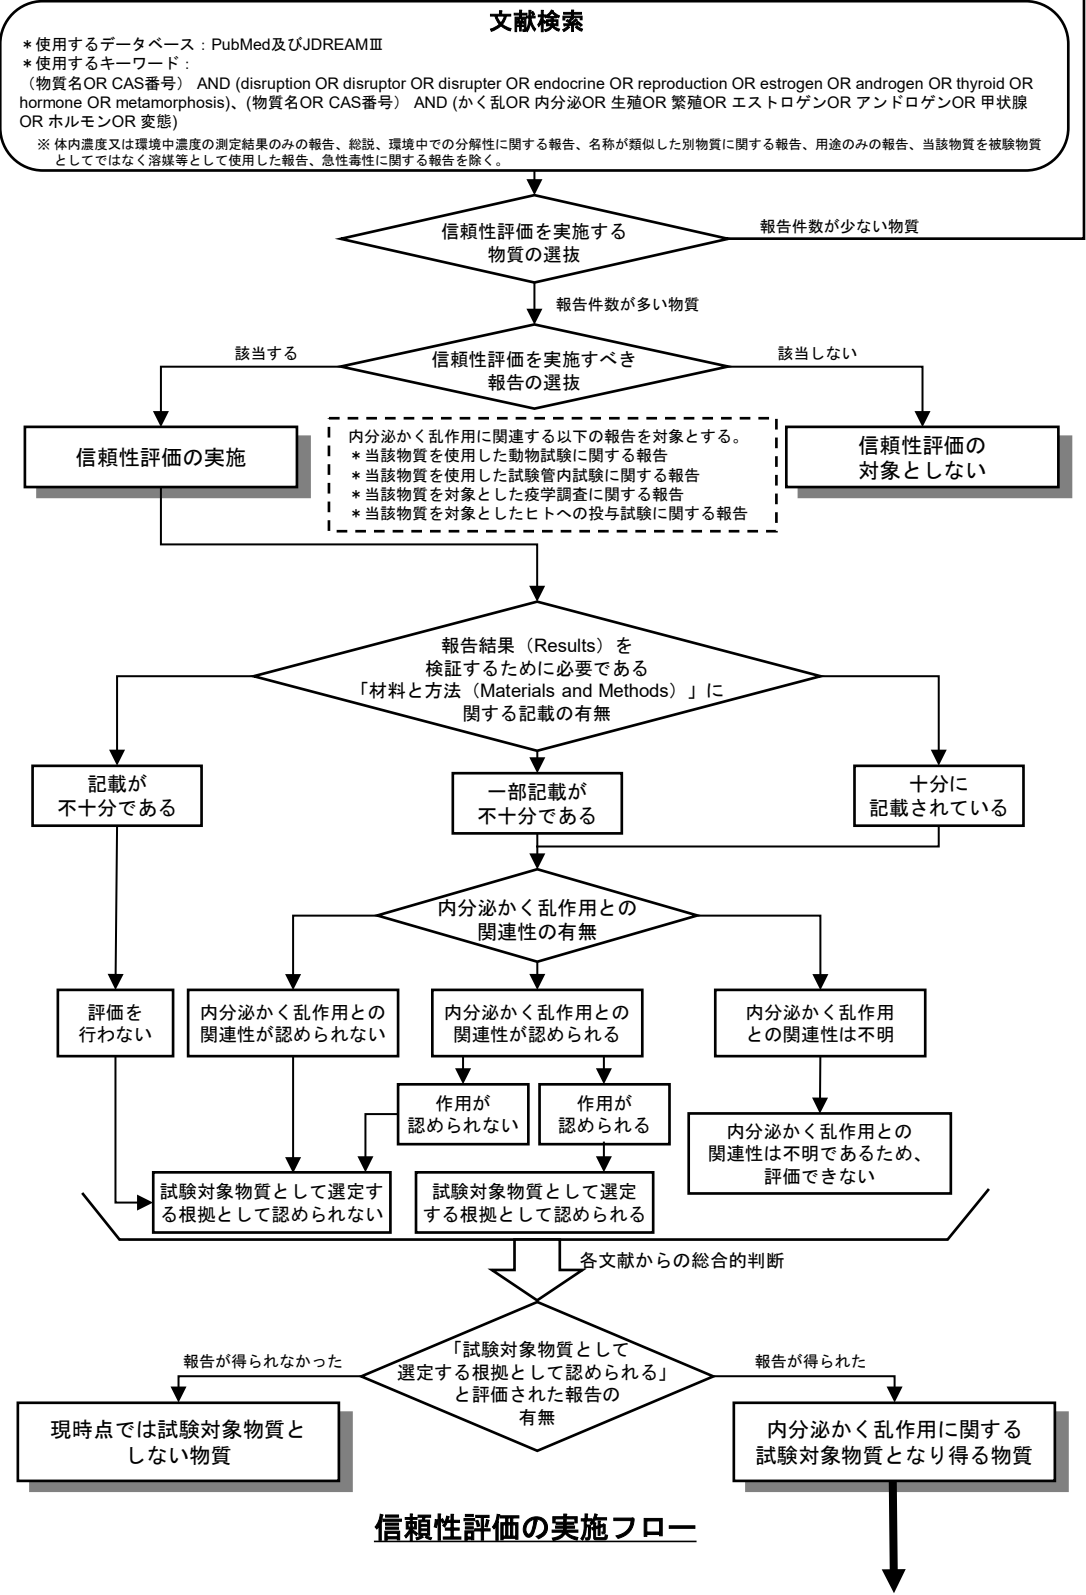 文献検索
＊使用するデータベース：PubMed及びJDREAMⅢ
＊使用するキーワード：
（物質名OR CAS番号） AND (disruption OR disruptor OR disrupter OR endocrine OR reproduction OR estrogen OR androgen OR thyroid OR
hormone OR metamorphosis)、(物質名OR CAS番号） AND (かく乱OR 内分泌OR 生殖OR 繁殖OR エストロゲンOR アンドロゲンOR 甲状腺
OR ホルモンOR 変態)
※ 体内濃度又は環境中濃度の測定結果のみの報告、総説、環境中での分解性に関する報告、名称が類似した別物質に関する報告、用途のみの報告、当該物質を被験物質
としてではなく溶媒等として使用した報告、急性毒性に関する報告を除く。
信頼性評価を実施する
物質の選抜
報告件数が少ない物質
報告件数が多い物質
信頼性評価を実施すべき
報告の選抜
該当する
該当しない
信頼性評価の実施
内分泌かく乱作用に関連する以下の報告を対象とする。
＊当該物質を使用した動物試験に関する報告
＊当該物質を使用した試験管内試験に関する報告
＊当該物質を対象とした疫学調査に関する報告
＊当該物質を対象としたヒトへの投与試験に関する報告
信頼性評価の
対象としない
報告結果（Results）を
検証するために必要である
「材料と方法（Materials and Methods）」に
関する記載の有無
記載が
不十分である
一部記載が
不十分である
十分に
記載されている
内分泌かく乱作用との
関連性の有無
評価を
行わない
内分泌かく乱作用との
関連性が認められない
内分泌かく乱作用との
関連性が認められる
内分泌かく乱作用
との関連性は不明
作用が
認められない
作用が
認められる
内分泌かく乱作用との
関連性は不明であるため、
評価できない
試験対象物質として選定す
る根拠として認められない
試験対象物質として選定
する根拠として認められる
各文献からの総合的判断
「試験対象物質として
選定する根拠として認められる」
と評価された報告の
有無
報告が得られなかった
報告が得られた
現時点では試験対象物質と
しない物質
内分泌かく乱作用に関する
試験対象物質となり得る物質
信頼性評価の実施フロー